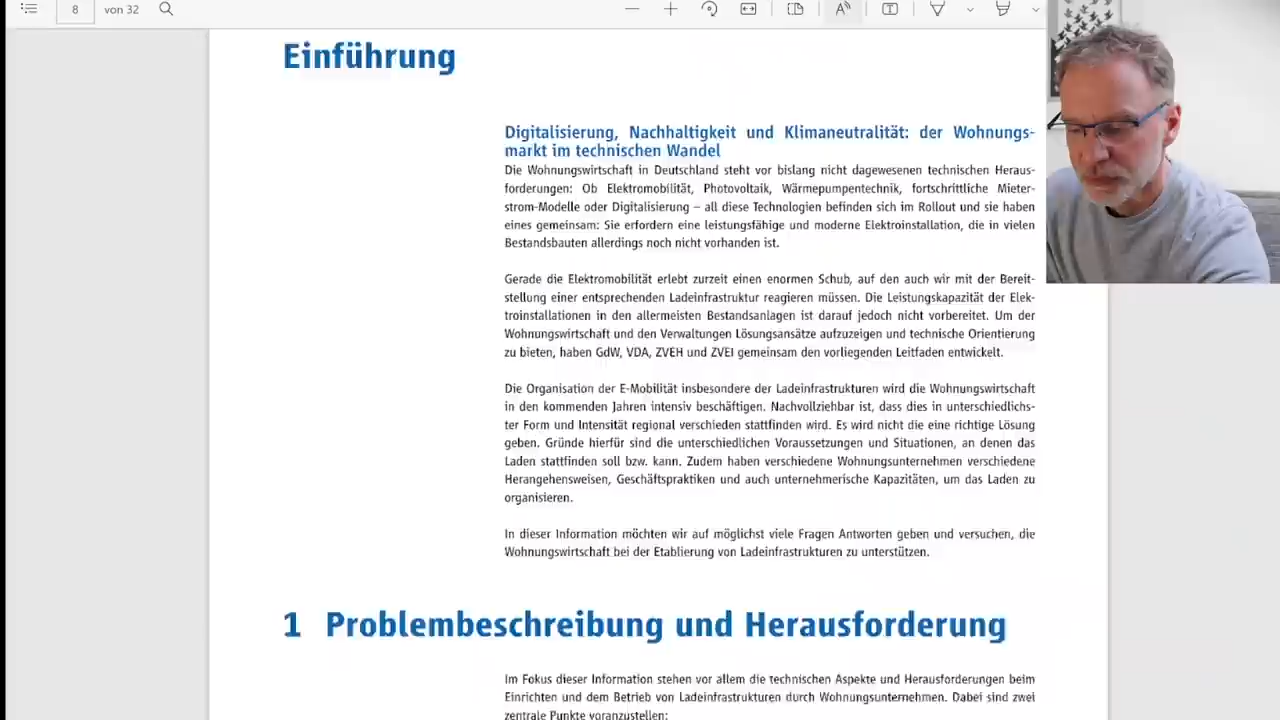 8 von 32
Einführung
Digitalisierung, Nachhaltigkeit und Klimaneutralität: der Wohnungs-
markt im technischen Wandel
Die Wohnungswirtschaft in Deutschland steht vor bislang nicht dagewesenen technischen Heraus-
forderungen: Ob Elektromobilität, Photovoltaik, Wärmepumpentechnik, fortschrittliche Mieter-
strom-Modelle oder Digitalisierung – all diese Technologien befinden sich im Rollout und sie haben
eines gemeinsam: Sie erfordern eine leistungsfähige und moderne Elektroinstallation, die in vielen
Bestandsbauten allerdings noch nicht vorhanden ist.
Gerade die Elektromobilität erlebt zurzeit einen enormen Schub, auf den auch wir mit der Bereit-
stellung einer entsprechenden Ladeinfrastruktur reagieren müssen. Die Leistungskapazität der Elek-
troinstallationen in den allermeisten Bestandsanlagen ist darauf jedoch nicht vorbereitet. Um der
Wohnungswirtschaft und den Verwaltungen Lösungsansätze aufzuzeigen und technische Orientierung
zu bieten, haben GdW, VDA, ZVEH und ZVEI gemeinsam den vorliegenden Leitfaden entwickelt.
Die Organisation der E-Mobilität insbesondere der Ladeinfrastrukturen wird die Wohnungswirtschaft
in den kommenden Jahren intensiv beschäftigen. Nachvollziehbar ist, dass dies in unterschiedlichs-
ter Form und Intensität regional verschieden stattfinden wird. Es wird nicht die eine richtige Lösung
geben. Gründe hierfür sind die unterschiedlichen Voraussetzungen und Situationen, an denen das
Laden stattfinden soll bzw. kann. Zudem haben verschiedene Wohnungsunternehmen verschiedene
Herangehensweisen, Geschäftspraktiken und auch unternehmerische Kapazitäten, um das Laden zu
organisieren.
In dieser Information möchten wir auf möglichst viele Fragen Antworten geben und versuchen, die
Wohnungswirtschaft bei der Etablierung von Ladeinfrastrukturen zu unterstützen.
1 Problembeschreibung und Herausforderung
Im Fokus dieser Information stehen vor allem die technischen Aspekte und Herausforderungen beim
Einrichten und dem Betrieb von Ladeinfrastrukturen durch Wohnungsunternehmen. Dabei sind zwei
zentrale Punkte voranzustellen: